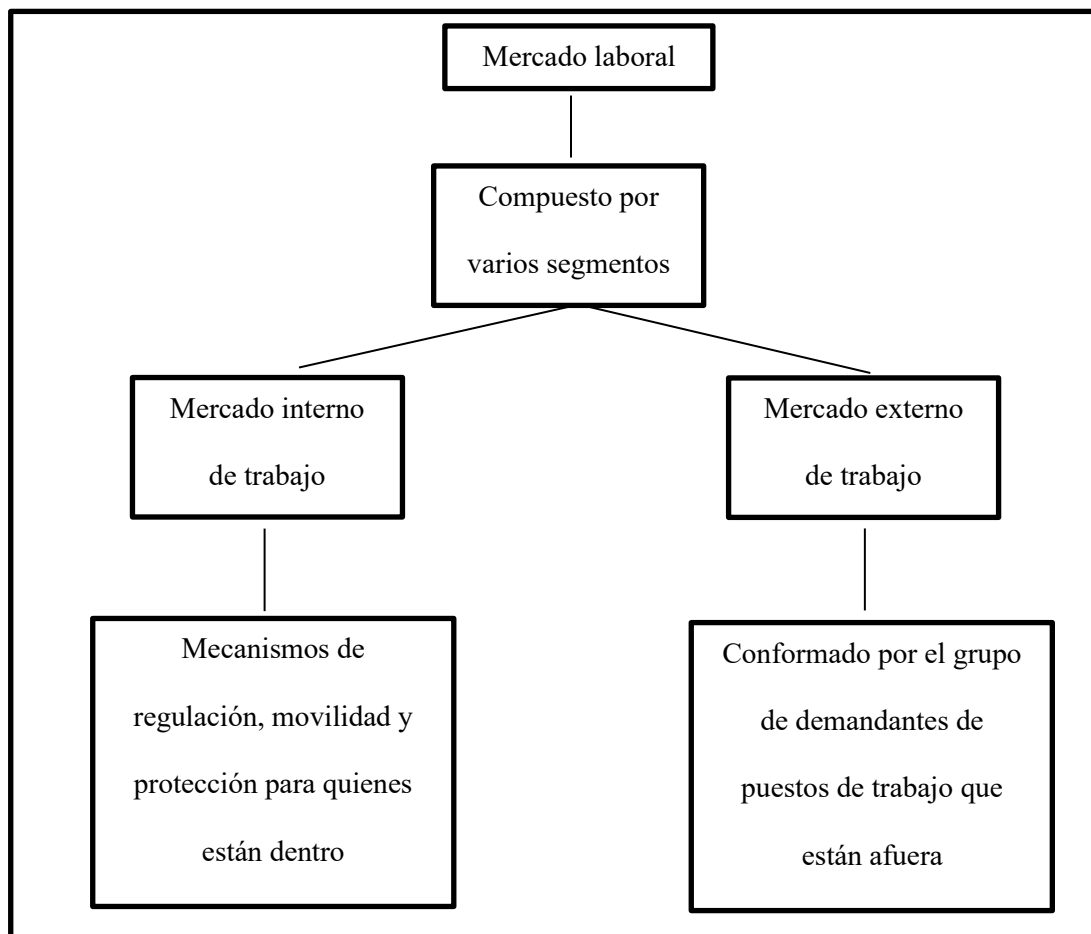 Mercado laboral
Compuesto por
varios segmentos
Mercado interno
de trabajo
Mercado externo
de trabajo
Mecanismos de
regulación, movilidad y
protección para quienes
están dentro
Conformado por el grupo
de demandantes de
puestos de trabajo que
están afuera